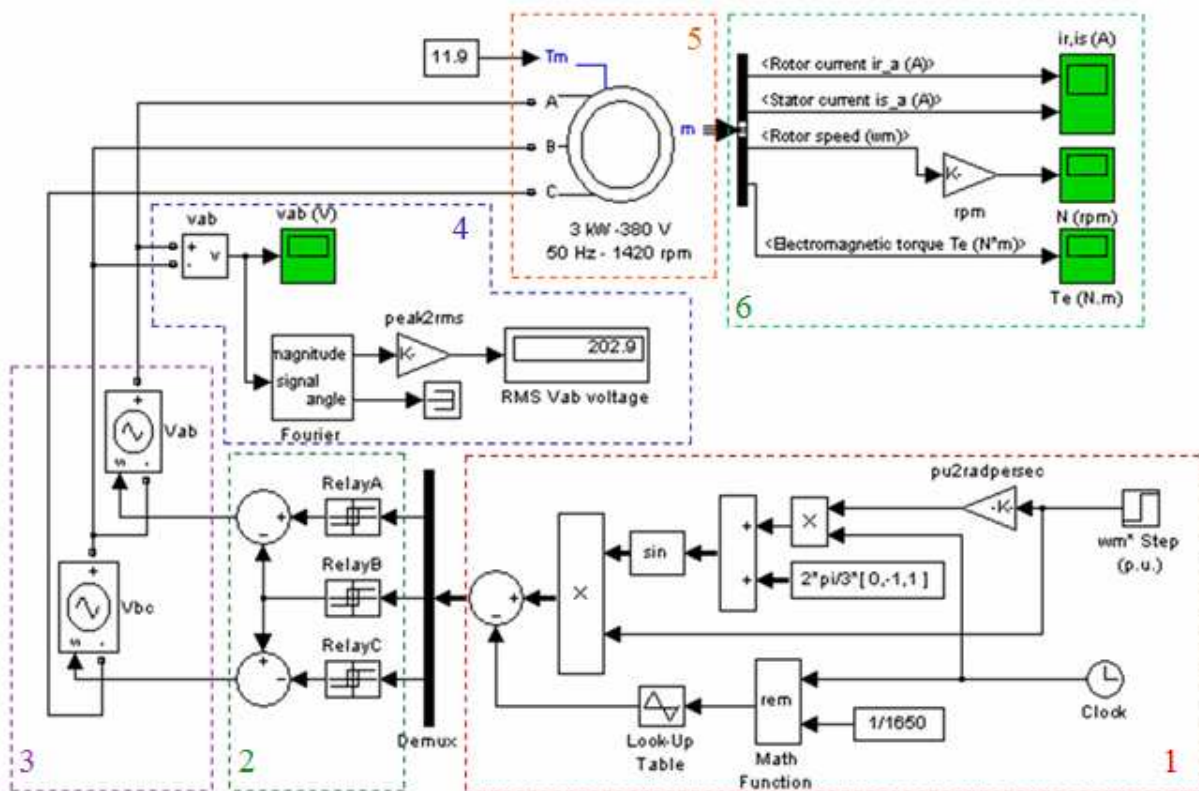 5
6
11.9
Tm
A
B
C
m
3 kW -380 V
50 Hz - 1420 rpm
ir,is (A)
<Rotor current ir_a (A)>
<Stator current is_a (A)>
<Rotor speed (wm)>
K-
rpm
N (rpm)
<Electromagnetic torque Te (N*m)>
Te (N.m)
4
vab
+
-
v
vab (V)
magnitude
signal
angle
Fourier
peak2rms
K-
202.9
RMS Vab voltage
3
+
Vab
s
-
+
Vbc
s
-
2
RelayA
RelayB
RelayC
+
-
+
-
Demux
1
pu2radpersec
-K-
wm* Step
(p.u.)
×
+
+
2*pi/3*[ 0,-1,1 ]
sin
×
+
-
Look-Up
Table
rem
Math
Function
1/1650
Clock